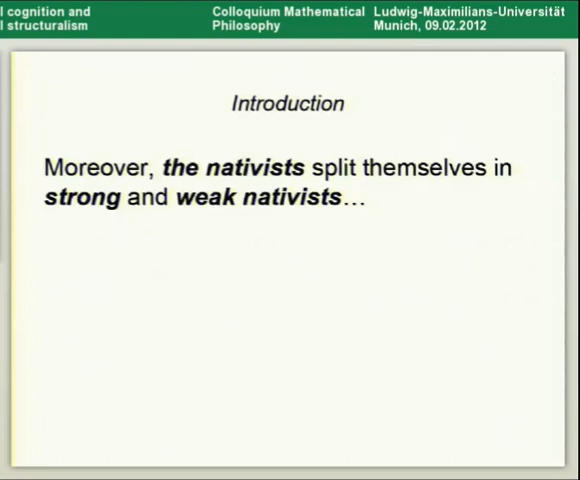 l cognition and
l structuralism
Colloquium Mathematical
Philosophy
Ludwig-Maximilians-Universität
Munich, 09.02.2012
Introduction
Moreover, the nativists split themselves in
strong and weak nativists…